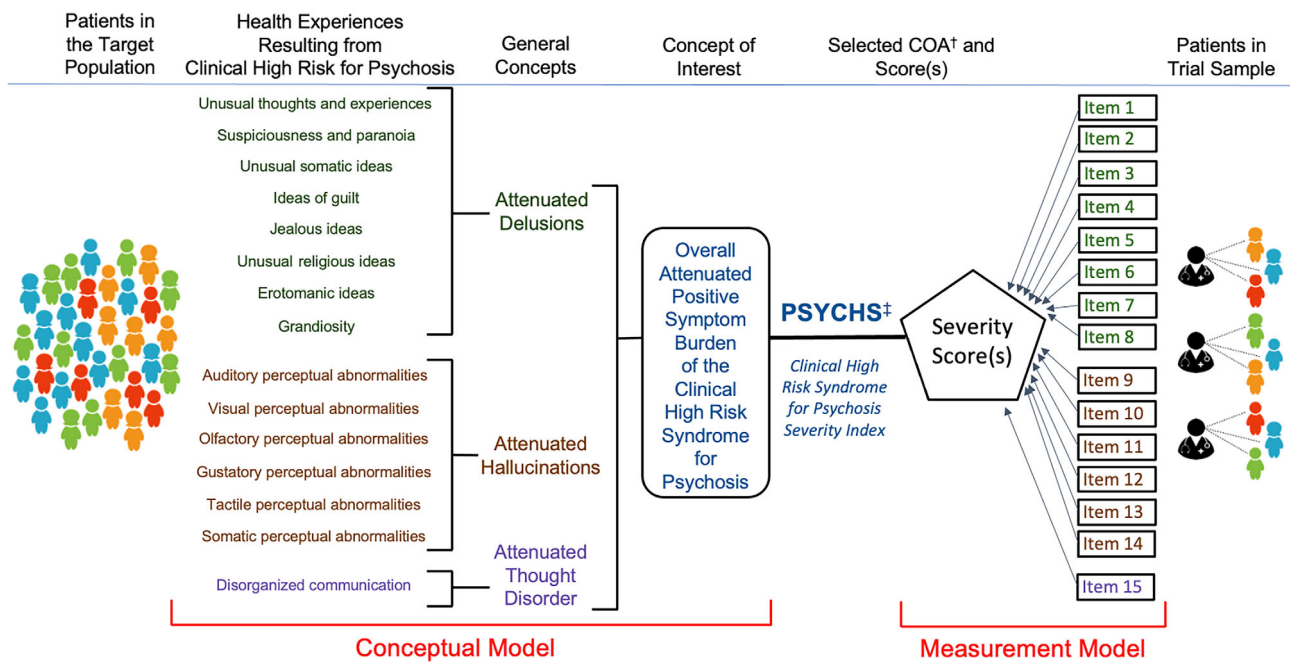 Patients in
the Target
Population
Health Experiences
Resulting from
Clinical High Risk for Psychosis
General
Concepts
Concept of
Interest
Selected COA† and
Score(s)
Patients in
Trial Sample
Unusual thoughts and experiences
Suspiciousness and paranoia
Unusual somatic ideas
Ideas of guilt
Jealous ideas
Unusual religious ideas
Erotomanic ideas
Grandiosity
Auditory perceptual abnormalities
Visual perceptual abnormalities
Olfactory perceptual abnormalities
Gustatory perceptual abnormalities
Tactile perceptual abnormalities
Somatic perceptual abnormalities
Disorganized communication
Attenuated
Delusions
Attenuated
Hallucinations
Attenuated
Thought
Disorder
Overall
Attenuated
Positive
Symptom
Burden
of the
Clinical
High Risk
Syndrome
for
Psychosis
PSYCHS‡
Clinical High
Risk Syndrome
for Psychosis
Severity Index
Severity
Score(s)
Item 1
Item 2
Item 3
Item 4
Item 5
Item 6
Item 7
Item 8
Item 9
Item 10
Item 11
Item 12
Item 13
Item 14
Item 15
Conceptual Model
Measurement Model